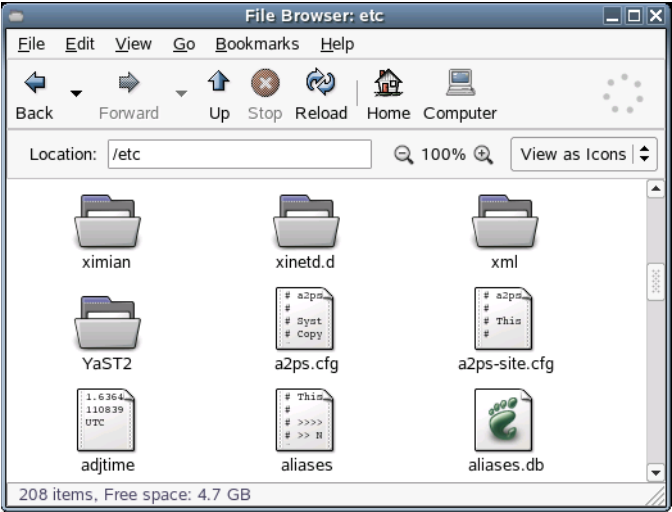 File Browser: etc
File Edit View Go Bookmarks Help
Back Forward Up Stop Reload Home Computer
Location: /etc 100% View as Icons
ximian xinetd.d xml
# a2ps
#
# Syst
# Copy
# a2ps
#
# This
#
YaST2 a2ps.cfg a2ps-site.cfg
1.6364
110839
UTC
# This
#
# >>>>
# >> N
adjtime aliases aliases.db
208 items, Free space: 4.7 GB